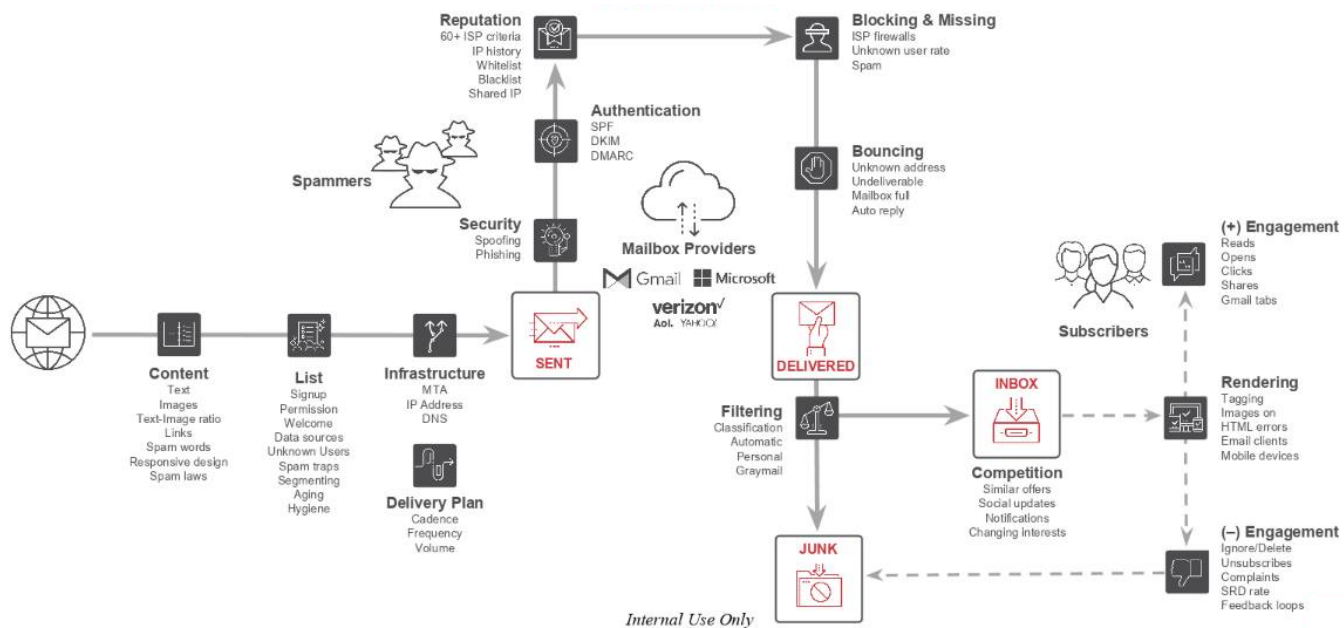 Reputation
60+ ISP criteria
IP history
Whitelist
Blacklist
Shared IP
Blocking & Missing
ISP firewalls
Unknown user rate
Spam
Authentication
SPF
DKIM
DMARC
Spammers
Bouncing
Unknown address
Undeliverable
Mailbox full
Auto reply
Security
Spoofing
Phishing
Mailbox Providers
Gmail
Microsoft
verizon✓
Aol. YAHOO!
(+) Engagement
Reads
Opens
Clicks
Shares
Gmail tabs
Subscribers
SENT
DELIVERED
Content
Text
Images
Text-Image ratio
Links
Spam words
Responsive design
Spam laws
List
Signup
Permission
Welcome
Data sources
Unknown Users
Spam traps
Segmenting
Aging
Hygiene
Infrastructure
MTA
IP Address
DNS
Delivery Plan
Cadence
Frequency
Volume
Filtering
Classification
Automatic
Personal
Graymail
INBOX
Competition
Similar offers
Social updates
Notifications
Changing interests
Rendering
Tagging
Images on
HTML errors
Email clients
Mobile devices
JUNK
(–) Engagement
Ignore/Delete
Unsubscribes
Complaints
SRD rate
Feedback loops
Internal Use Only